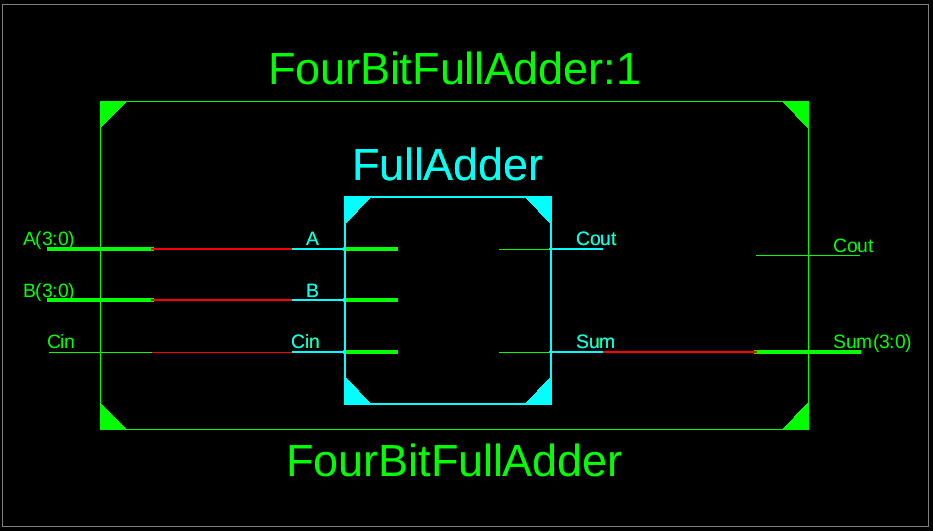 FourBitFullAdder:1
FullAdder
A(3:0)
A
Cout
Cout
B(3:0)
B
Cin
Cin
Sum
Sum(3:0)
FourBitFullAdder